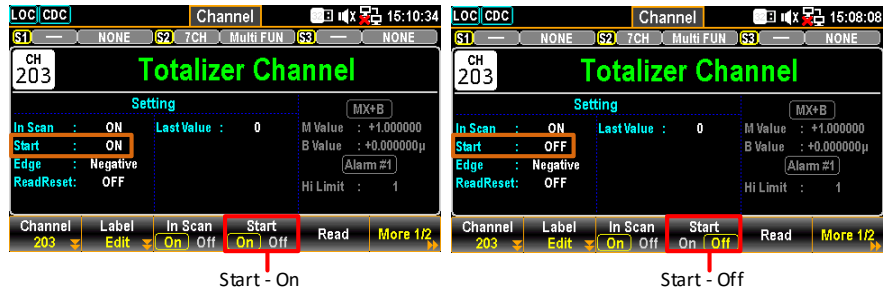 LOC CDC Channel 15:10:34
S1 — NONE S2 7CH Multi FUN S3 — NONE
CH
203
Totalizer Channel
Setting
In Scan : ON
Start : ON
Edge : Negative
ReadReset: OFF
Last Value : 0
MX+B
M Value : +1.000000
B Value : +0.000000µ
Alarm #1
Hi Limit : 1
Channel Label In Scan Start Read More 1/2
203 Edit On Off On Off
Start - On
LOC CDC Channel 15:08:08
S1 — NONE S2 7CH Multi FUN S3 — NONE
CH
203
Totalizer Channel
Setting
In Scan : ON
Start : OFF
Edge : Negative
ReadReset: OFF
Last Value : 0
MX+B
M Value : +1.000000
B Value : +0.000000µ
Alarm #1
Hi Limit : 1
Channel Label In Scan Start Read More 1/2
203 Edit On Off On Off
Start - Off